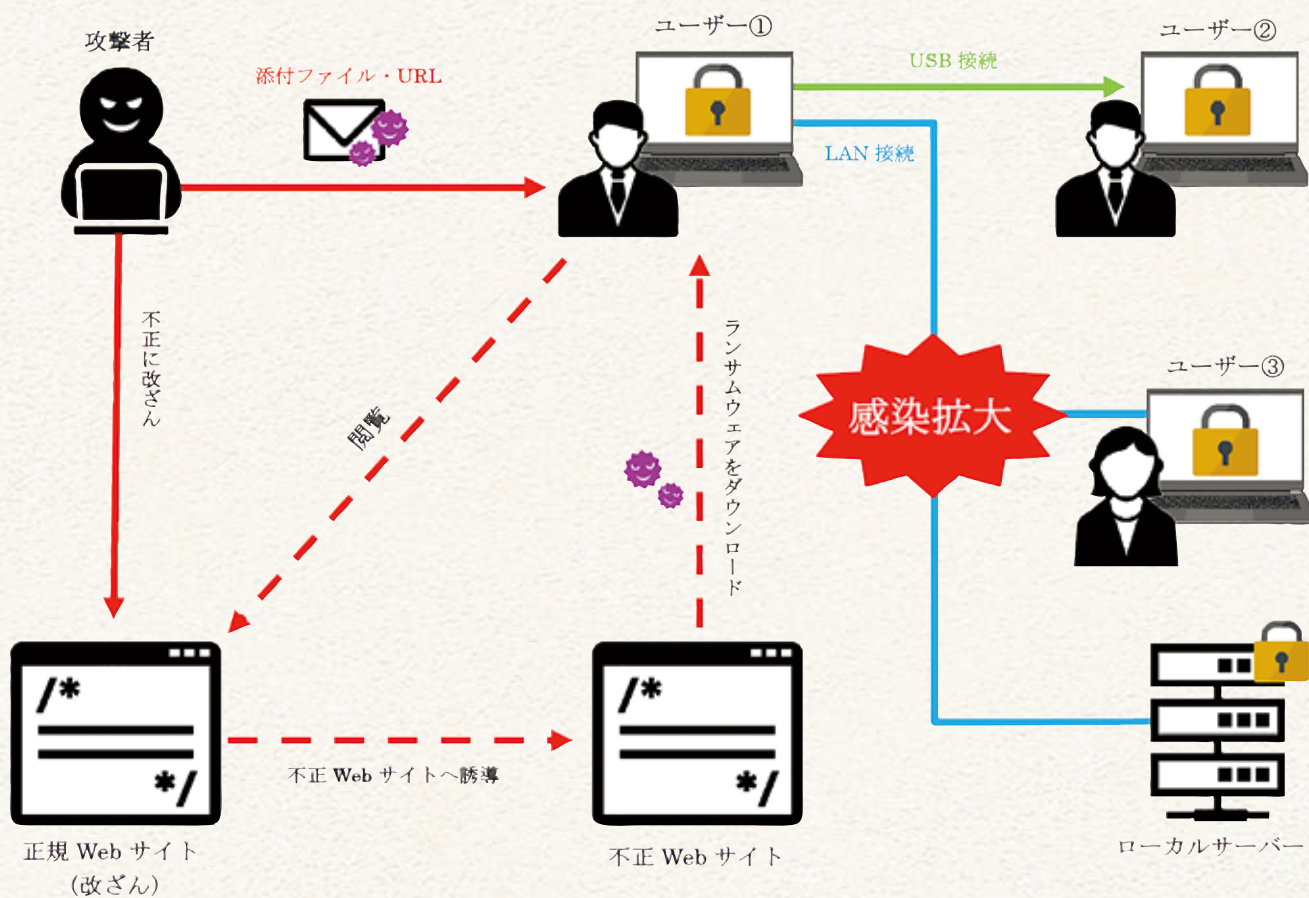 攻撃者
添付ファイル・URL
ユーザー①
USB 接続
ユーザー②
LAN 接続
不正に改ざん
閲覧
ランサムウェアをダウンロード
感染拡大
ユーザー③
/*
*/
不正 Web サイトへ誘導
/*
*/
正規 Web サイト
(改ざん)
不正 Web サイト
ローカルサーバー